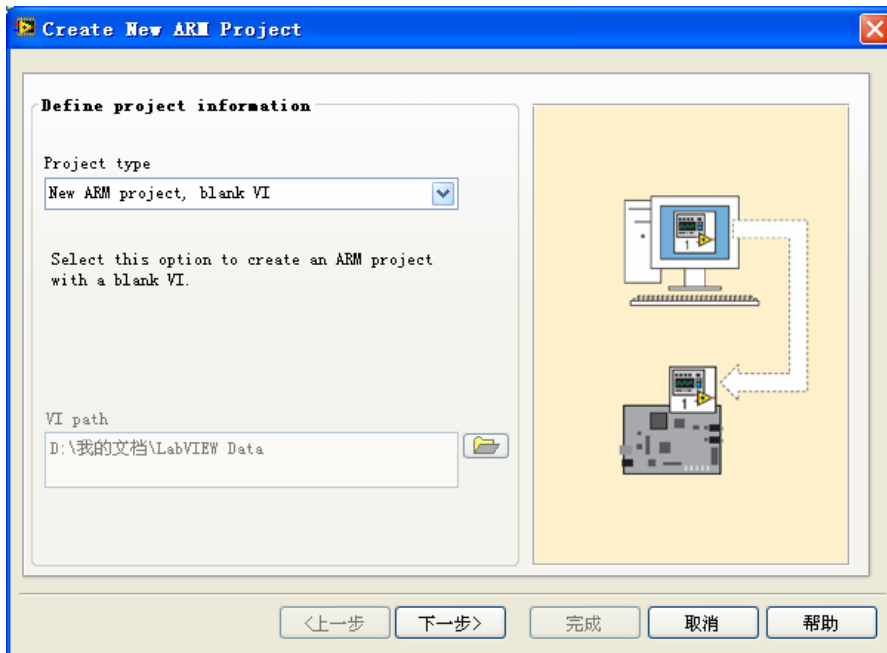 Create New ARM Project
Define project information
Project type
New ARM project, blank VI
Select this option to create an ARM project
with a blank VI.
VI path
D:\我的文档\LabVIEW Data
1
1
<上一步
下一步>
完成
取消
帮助